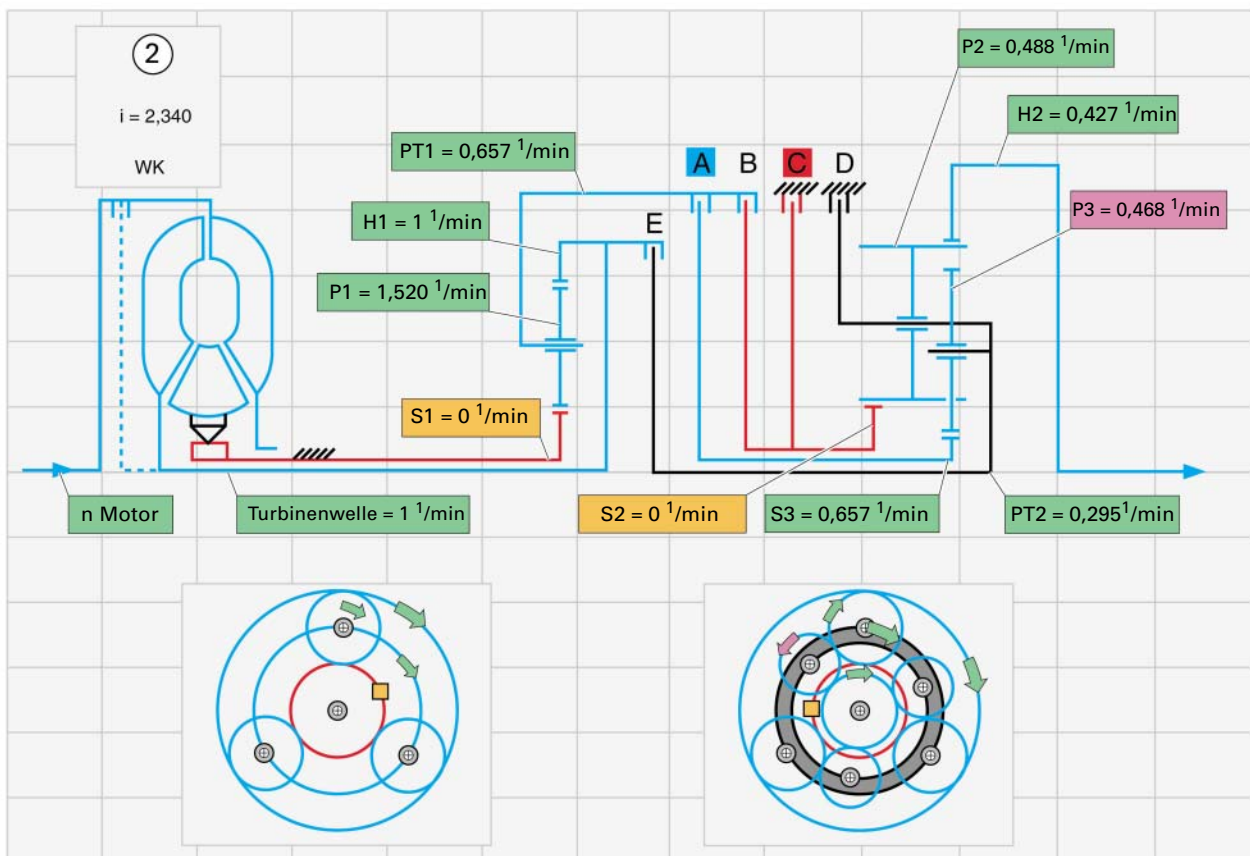 2
i = 2,340
WK
P2 = 0,488 ¹/min
H2 = 0,427 ¹/min
PT1 = 0,657 ¹/min
A B C D
H1 = 1 ¹/min
E
P3 = 0,468 ¹/min
P1 = 1,520 ¹/min
S1 = 0 ¹/min
n Motor
Turbinenwelle = 1 ¹/min
S2 = 0 ¹/min
S3 = 0,657 ¹/min
PT2 = 0,295¹/min